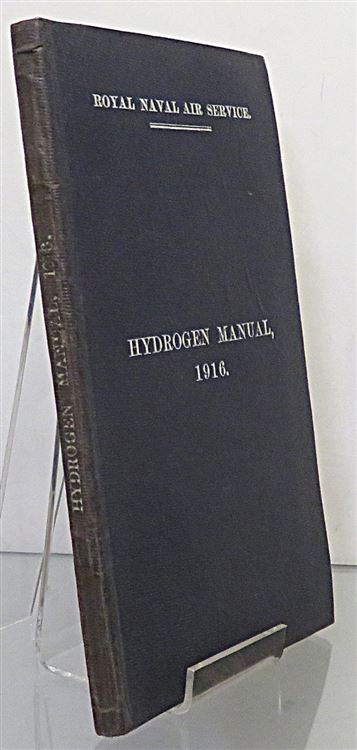 ROYAL NAVAL AIR SERVICE.
HYDROGEN MANUAL,
1916.
HYDROGEN MANUAL, 1916.